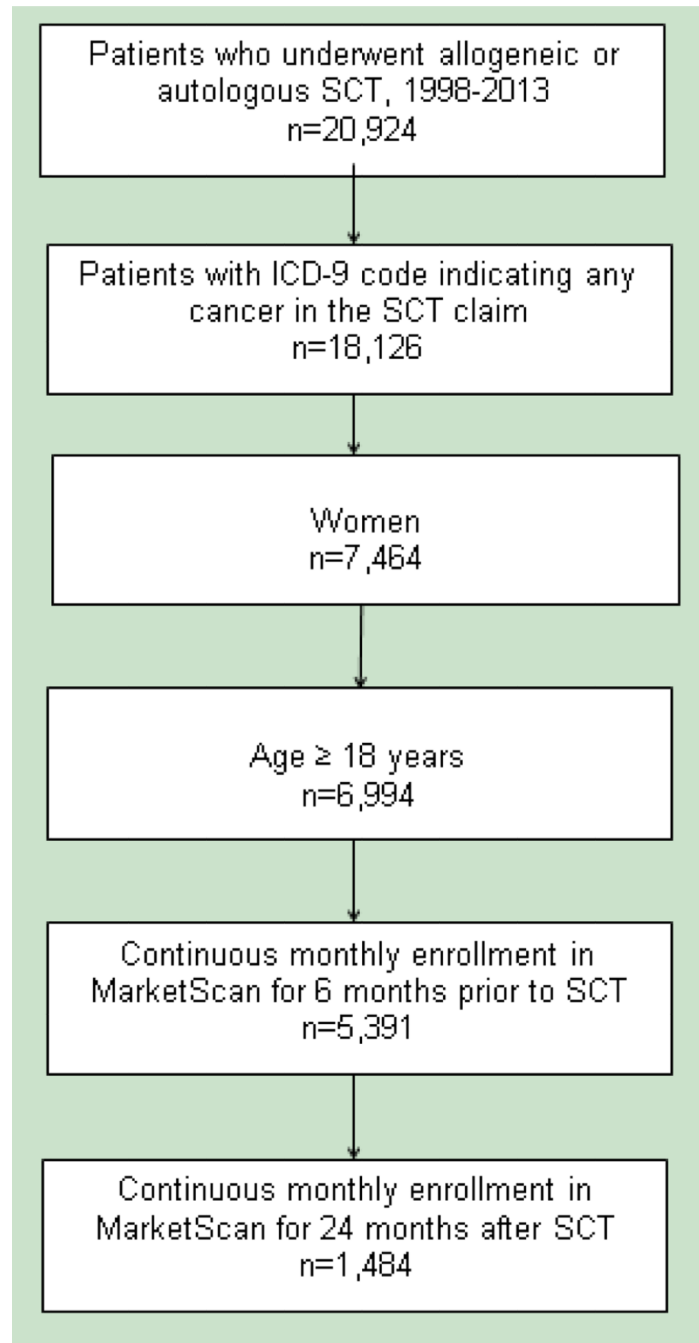 Patients who underwent allogeneic or
autologous SCT, 1998-2013
n=20,924
Patients with ICD-9 code indicating any
cancer in the SCT claim
n=18,126
Women
n=7,464
Age ≥ 18 years
n=6,994
Continuous monthly enrollment in
MarketScan for 6 months prior to SCT
n=5,391
Continuous monthly enrollment in
MarketScan for 24 months after SCT
n=1,484